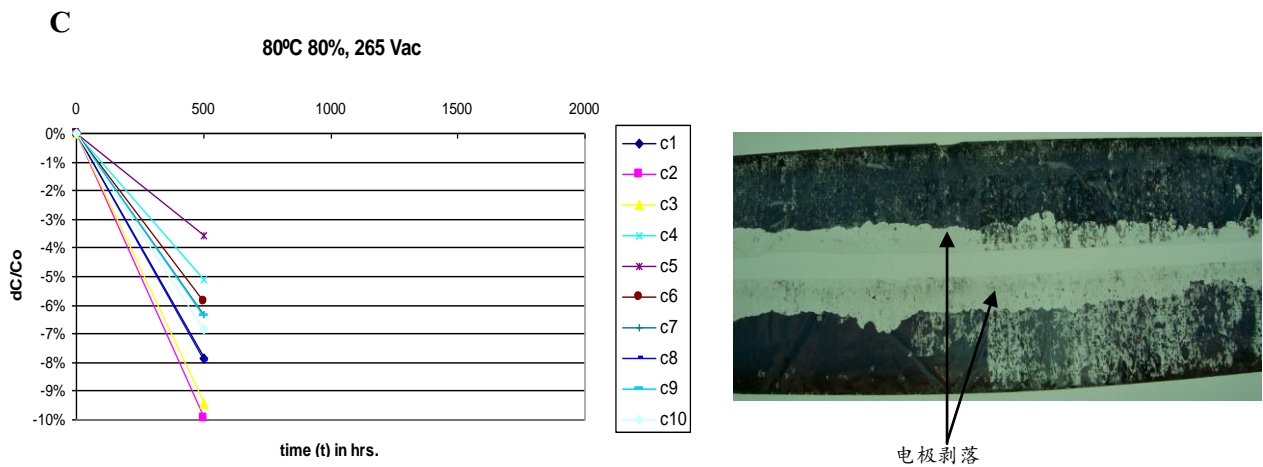 C
80ºC 80%, 265 Vac
0 500 1000 1500 2000
0%
-1%
-2%
-3%
-4%
-5%
-6%
-7%
-8%
-9%
-10%
dC/Co
time (t) in hrs.
c1
c2
c3
c4
c5
c6
c7
c8
c9
c10
电极剥落